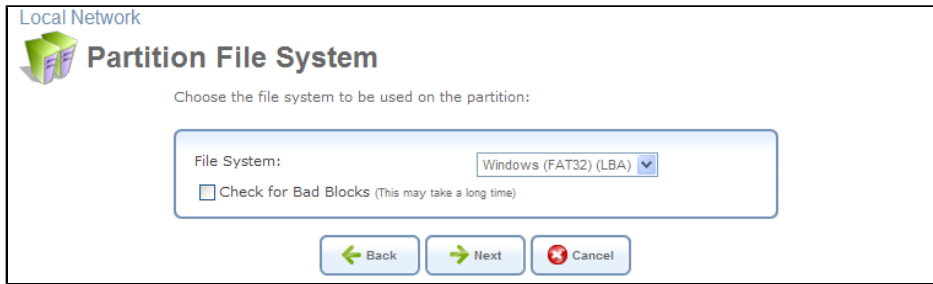 Local Network
Partition File System
Choose the file system to be used on the partition:
File System: Windows (FAT32) (LBA)
Check for Bad Blocks (This may take a long time)
Back Next Cancel